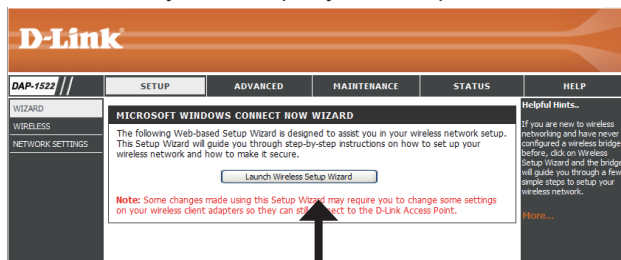 D-Link
DAP-1522 //
SETUP
ADVANCED
MAINTENANCE
STATUS
HELP
WIZARD
WIRELESS
NETWORK SETTINGS
MICROSOFT WINDOWS CONNECT NOW WIZARD
The following Web-based Setup Wizard is designed to assist you in your wireless network setup.
This Setup Wizard will guide you through step-by-step instructions on how to set up your
wireless network and how to make it secure.
Launch Wireless Setup Wizard
Note: Some changes made using this Setup Wizard may require you to change some settings
on your wireless client adapters so they can still connect to the D-Link Access Point.
Helpful Hints..
If you are new to wireless
networking and have never
configured a wireless bridge
before, click on Wireless
Setup Wizard and the bridge
will guide you through a few
simple steps to setup your
wireless network.
More...